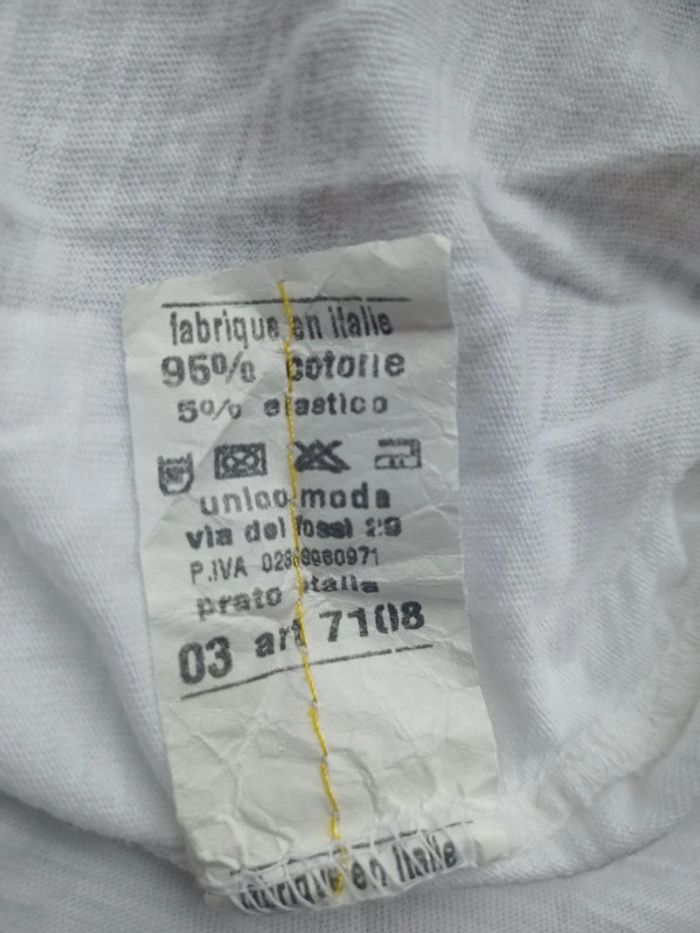 fabrique en italie
95% cotone
5% elastico
unico moda
via dei fossi 29
P.IVA
prato italia
03 art 7108
fabrique en italie